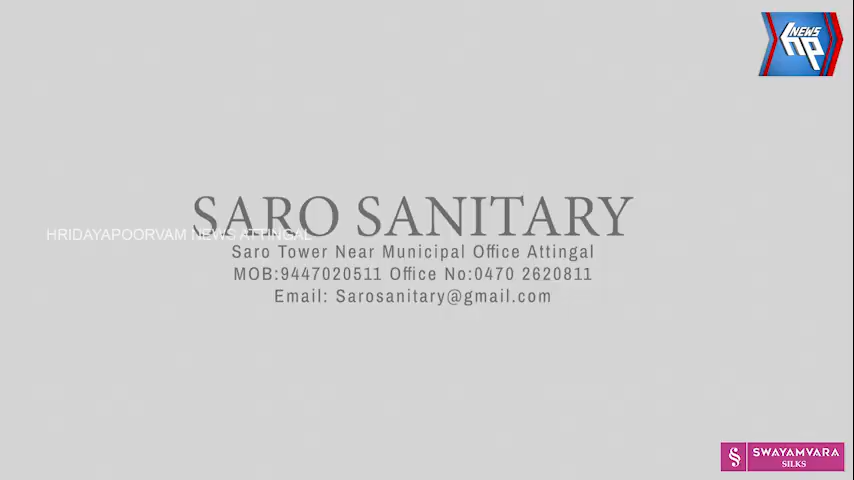 NEWS
np
SARO SANITARY
HRIDAYAPOORVAM NEWS ATTINGAL
Saro Tower Near Municipal Office Attingal
MOB:9447020511 Office No:0470 2620811
Email: Sarosanitary@gmail.com
SWAYAMVARA
SILKS